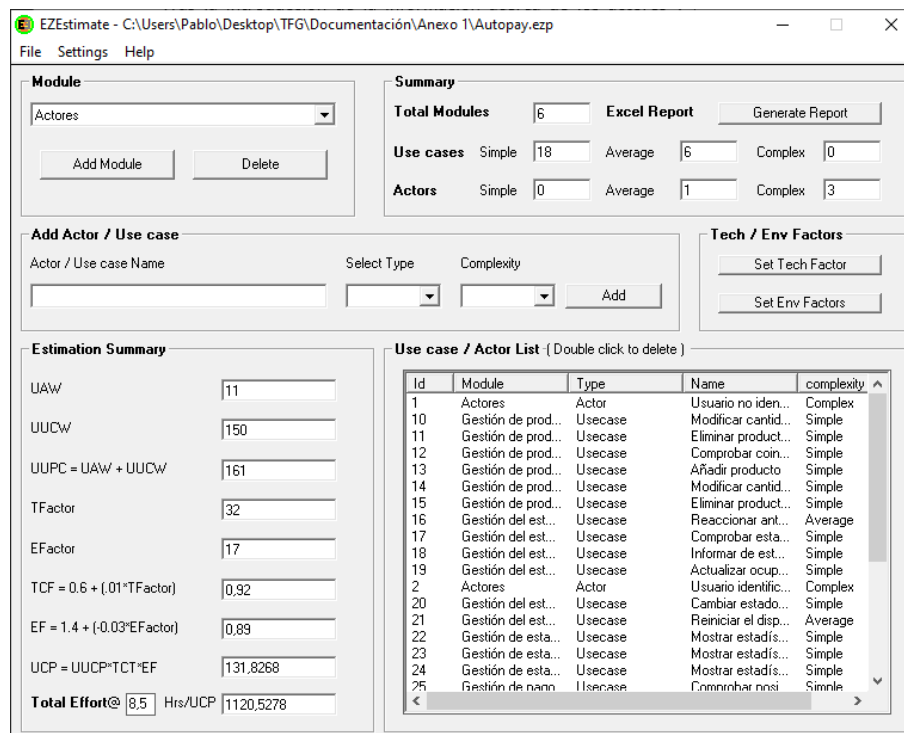 EZEstimate - C:\Users\Pablo\Desktop\TFG\Documentación\Anexo 1\Autopay.ezp
File Settings Help
Module
Actores
Add Module Delete
Summary
Total Modules 6 Excel Report Generate Report
Use cases Simple 18 Average 6 Complex 0
Actors Simple 0 Average 1 Complex 3
Add Actor / Use case
Actor / Use case Name Select Type Complexity
Add
Tech / Env Factors
Set Tech Factor
Set Env Factors
Estimation Summary
UAW 11
UUCW 150
UUPC = UAW + UUCW 161
TFactor 32
EFactor 17
TCF = 0.6 + (.01*TFactor) 0,92
EF = 1.4 + (-0.03*EFactor) 0,89
UCP = UUCP*TCT*EF 131,8268
Total Effort@ 8,5 Hrs/UCP 1120,5278
Use case / Actor List ( Double click to delete )
Id Module Type Name complexity
1 Actores Actor Usuario no iden... Complex
10 Gestión de prod... Usecase Modificar cantid... Simple
11 Gestión de prod... Usecase Eliminar product... Simple
12 Gestión de prod... Usecase Comprobar coin... Simple
13 Gestión de prod... Usecase Añadir producto Simple
14 Gestión de prod... Usecase Modificar cantid... Simple
15 Gestión de prod... Usecase Eliminar product... Simple
16 Gestión del est... Usecase Reaccionar ant... Average
17 Gestión del est... Usecase Comprobar esta... Simple
18 Gestión del est... Usecase Informar de est... Simple
19 Gestión del est... Usecase Actualizar ocup... Simple
2 Actores Actor Usuario identific... Complex
20 Gestión del est... Usecase Cambiar estado... Simple
21 Gestión del est... Usecase Reiniciar el disp... Average
22 Gestión de esta... Usecase Mostrar estadís... Simple
23 Gestión de esta... Usecase Mostrar estadís... Simple
24 Gestión de esta... Usecase Mostrar estadís... Simple
25 Gestión de pago Usecase Comprobar posi Simple